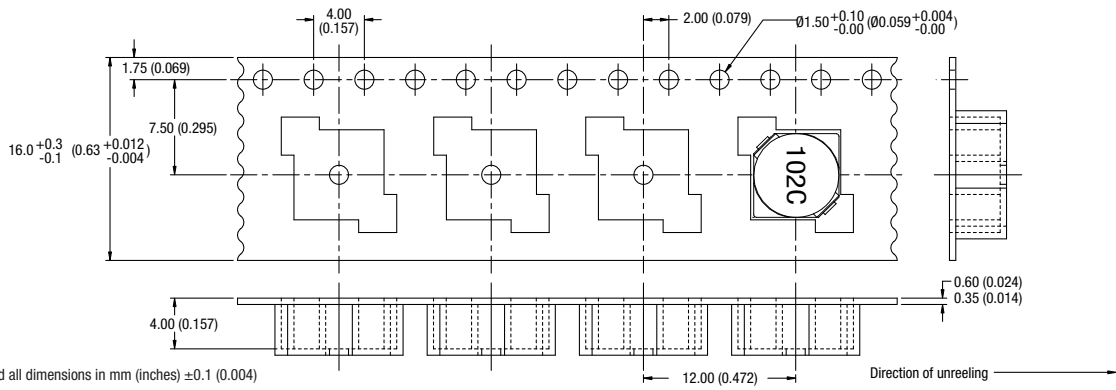 4.00
(0.157)
2.00 (0.079)
Ø1.50 +0.10 -0.00 (Ø0.059 +0.004 -0.00 )
1.75 (0.069)
7.50 (0.295)
16.0 +0.3 -0.1 (0.63 +0.012 -0.004 )
102C
0.60 (0.024)
0.35 (0.014)
4.00 (0.157)
12.00 (0.472)
all dimensions in mm (inches) ±0.1 (0.004)
Direction of unreeling